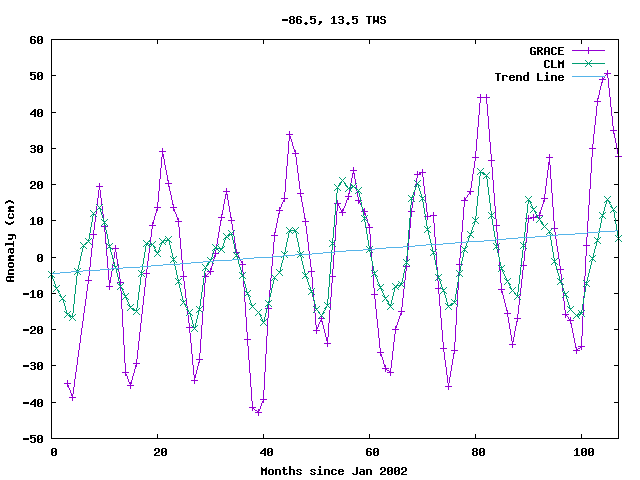 -86.5, 13.5 TWS
GRACE
CLM
Trend Line
Anomaly (cm)
60
50
40
30
20
10
0
-10
-20
-30
-40
-50
0 20 40 60 80 100
Months since Jan 2002